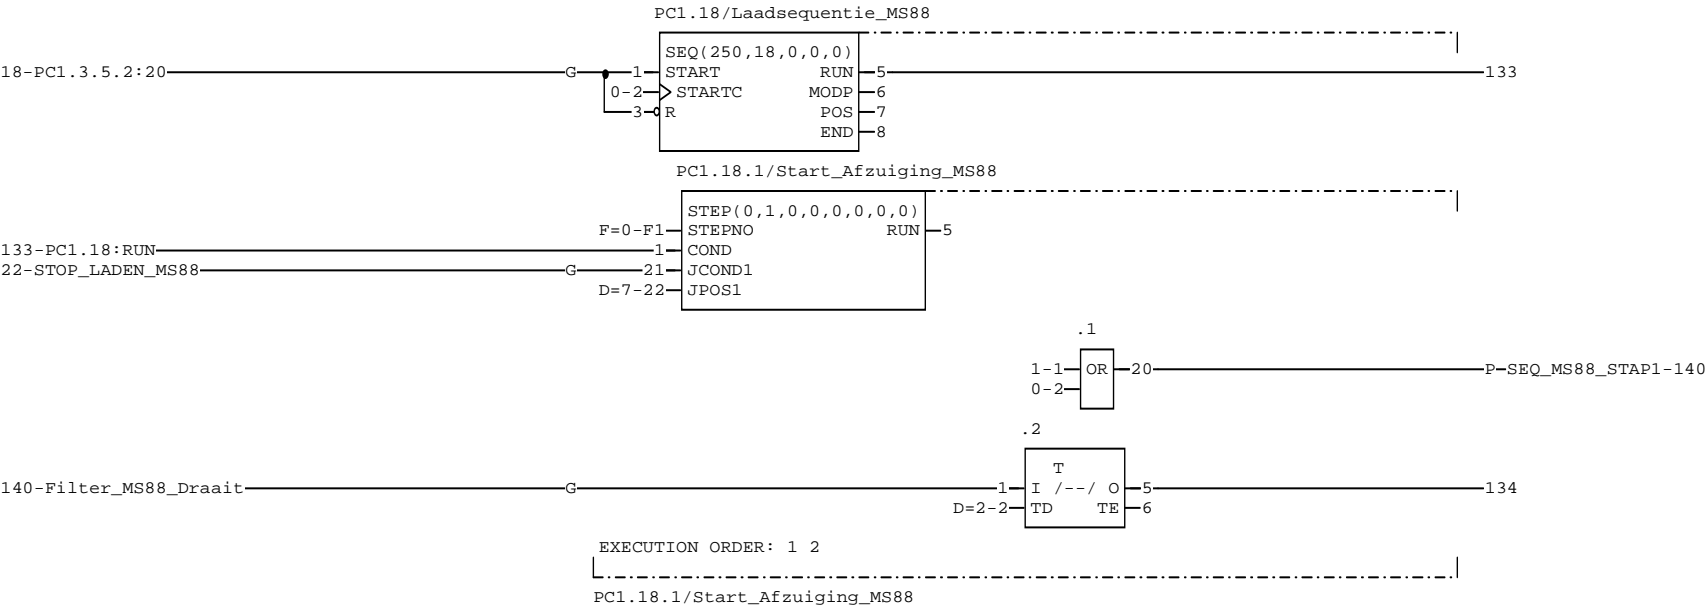 PC1.18/Laadsequentie_MS88
SEQ(250,18,0,0,0)
18-PC1.3.5.2:20 G 1 START RUN 5 133
0-2 STARTC MODP 6
3 R POS 7
END 8
PC1.18.1/Start_Afzuiging_MS88
STEP(0,1,0,0,0,0,0,0)
F=0-F1 STEPNO RUN 5
133-PC1.18:RUN 1 COND
22-STOP_LADEN_MS88 G 21 JCOND1
D=7-22 JPOS1
.1
1-1 OR 20 P-SEQ_MS88_STAP1-140
0-2
.2
T
140-Filter_MS88_Draait G 1 I /--/ O 5 134
D=2-2 TD TE 6
EXECUTION ORDER: 1 2
PC1.18.1/Start_Afzuiging_MS88